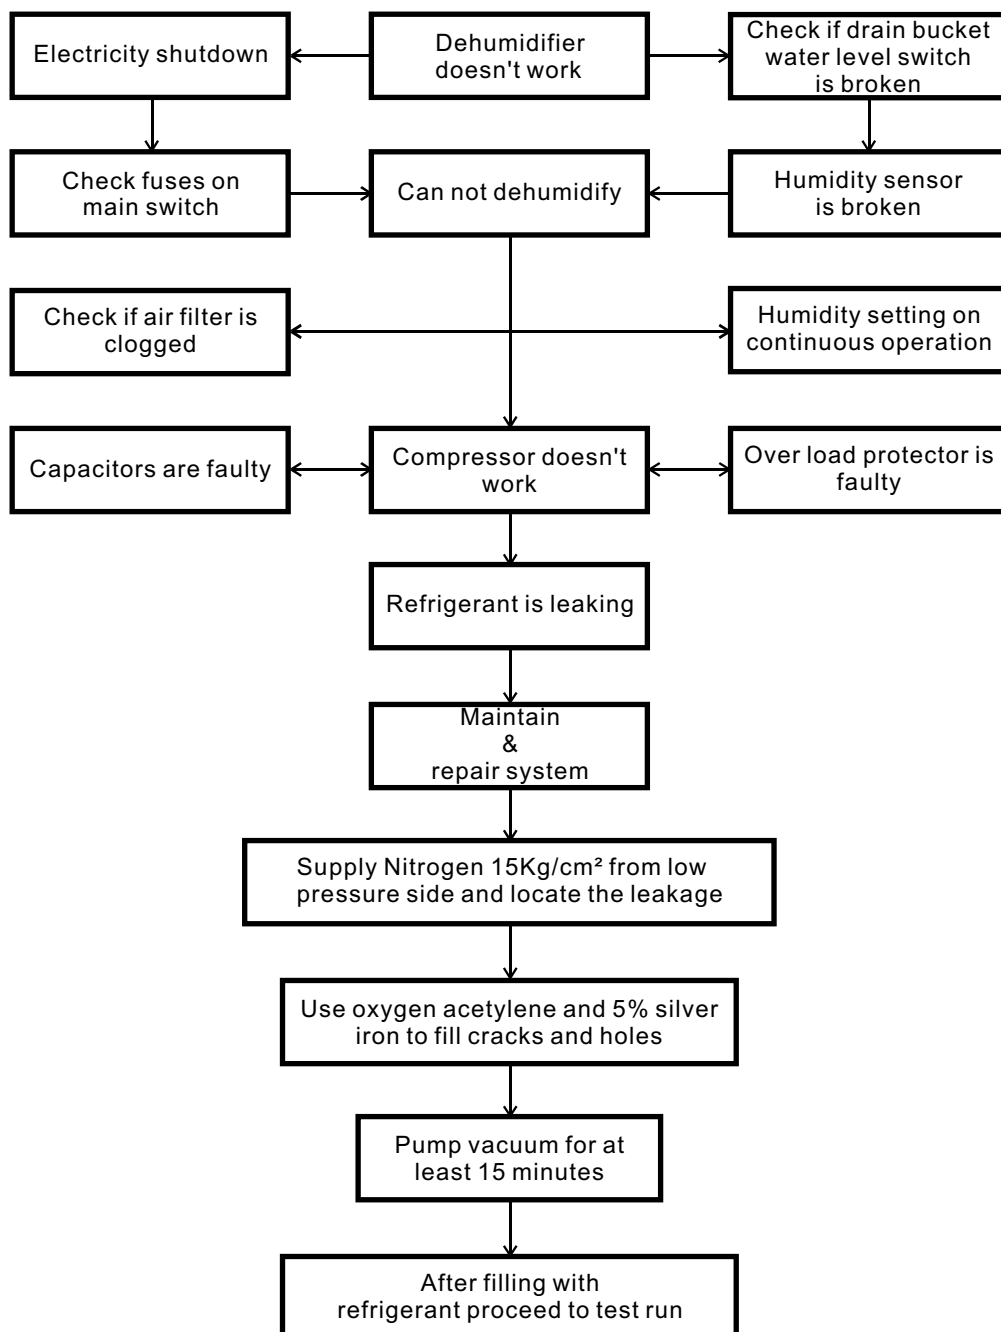 Electricity shutdown
Dehumidifier
doesn't work
Check if drain bucket
water level switch
is broken
Check fuses on
main switch
Can not dehumidify
Humidity sensor
is broken
Check if air filter is
clogged
Humidity setting on
continuous operation
Capacitors are faulty
Compressor doesn't
work
Over load protector is
faulty
Refrigerant is leaking
Maintain
&
repair system
Supply Nitrogen 15Kg/cm² from low
pressure side and locate the leakage
Use oxygen acetylene and 5% silver
iron to fill cracks and holes
Pump vacuum for at
least 15 minutes
After filling with
refrigerant proceed to test run